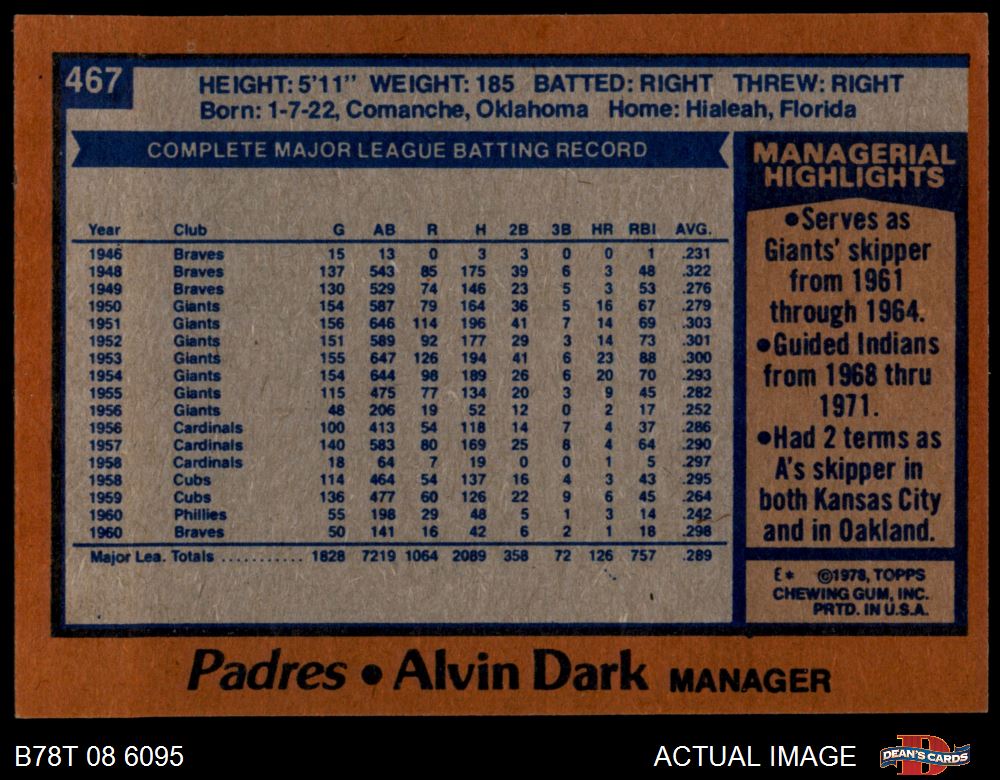 467
HEIGHT: 5'11" WEIGHT: 185 BATTED: RIGHT THREW: RIGHT
Born: 1-7-22, Comanche, Oklahoma Home: Hialeah, Florida
COMPLETE MAJOR LEAGUE BATTING RECORD
Year Club G AB R H 2B 3B HR RBI AVG.
1946 Braves 15 13 0 3 3 0 0 1 .231
1948 Braves 137 543 85 175 39 6 3 48 .322
1949 Braves 130 529 74 146 23 5 3 53 .276
1950 Giants 154 587 79 164 36 5 16 67 .279
1951 Giants 156 646 114 196 41 7 14 69 .303
1952 Giants 151 589 92 177 29 3 14 73 .301
1953 Giants 155 647 126 194 41 6 23 88 .300
1954 Giants 154 644 98 189 26 6 20 70 .293
1955 Giants 115 475 77 134 20 3 9 45 .282
1956 Giants 48 206 19 52 12 0 2 17 .252
1956 Cardinals 100 413 54 118 14 7 4 37 .286
1957 Cardinals 140 583 80 169 25 8 4 64 .290
1958 Cardinals 18 64 7 19 0 0 1 5 .297
1958 Cubs 114 464 54 137 16 4 3 43 .295
1959 Cubs 136 477 60 126 22 9 6 45 .264
1960 Phillies 55 198 29 48 5 1 3 14 .242
1960 Braves 50 141 16 42 6 2 1 18 .298
Major Lea. Totals ........... 1828 7219 1064 2089 358 72 126 757 .289
MANAGERIAL
HIGHLIGHTS
•Serves as
Giants' skipper
from 1961
through 1964.
•Guided Indians
from 1968 thru
1971.
•Had 2 terms as
A's skipper in
both Kansas City
and in Oakland.
E* ©1978, TOPPS
CHEWING GUM, INC.
PRTD. IN U.S.A.
Padres • Alvin Dark MANAGER
B78T 08 6095
ACTUAL IMAGE
DEAN'S CARDS